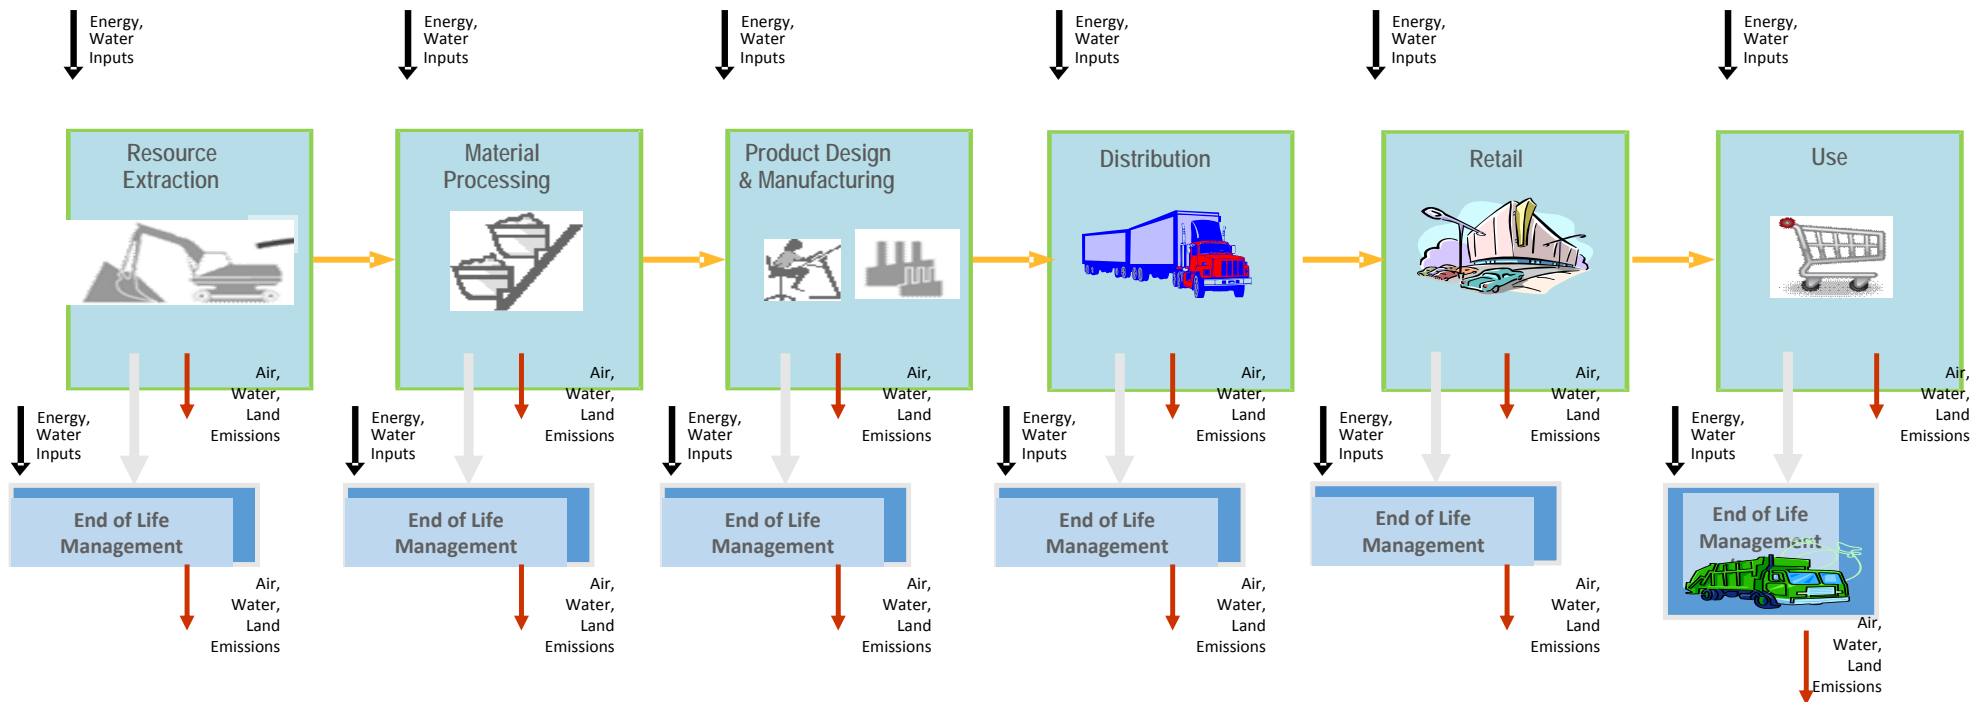 Energy,
Water
Inputs
Energy,
Water
Inputs
Energy,
Water
Inputs
Energy,
Water
Inputs
Energy,
Water
Inputs
Energy,
Water
Inputs
Resource
Extraction
Material
Processing
Product Design
& Manufacturing
Distribution
Retail
Use
Air,
Water,
Land
Emissions
Air,
Water,
Land
Emissions
Air,
Water,
Land
Emissions
Air,
Water,
Land
Emissions
Air,
Water,
Land
Emissions
Air,
Water,
Land
Emissions
Energy,
Water
Inputs
Energy,
Water
Inputs
Energy,
Water
Inputs
Energy,
Water
Inputs
Energy,
Water
Inputs
Energy,
Water
Inputs
End of Life
Management
End of Life
Management
End of Life
Management
End of Life
Management
End of Life
Management
End of Life
Management
Air,
Water,
Land
Emissions
Air,
Water,
Land
Emissions
Air,
Water,
Land
Emissions
Air,
Water,
Land
Emissions
Air,
Water,
Land
Emissions
Air,
Water,
Land
Emissions